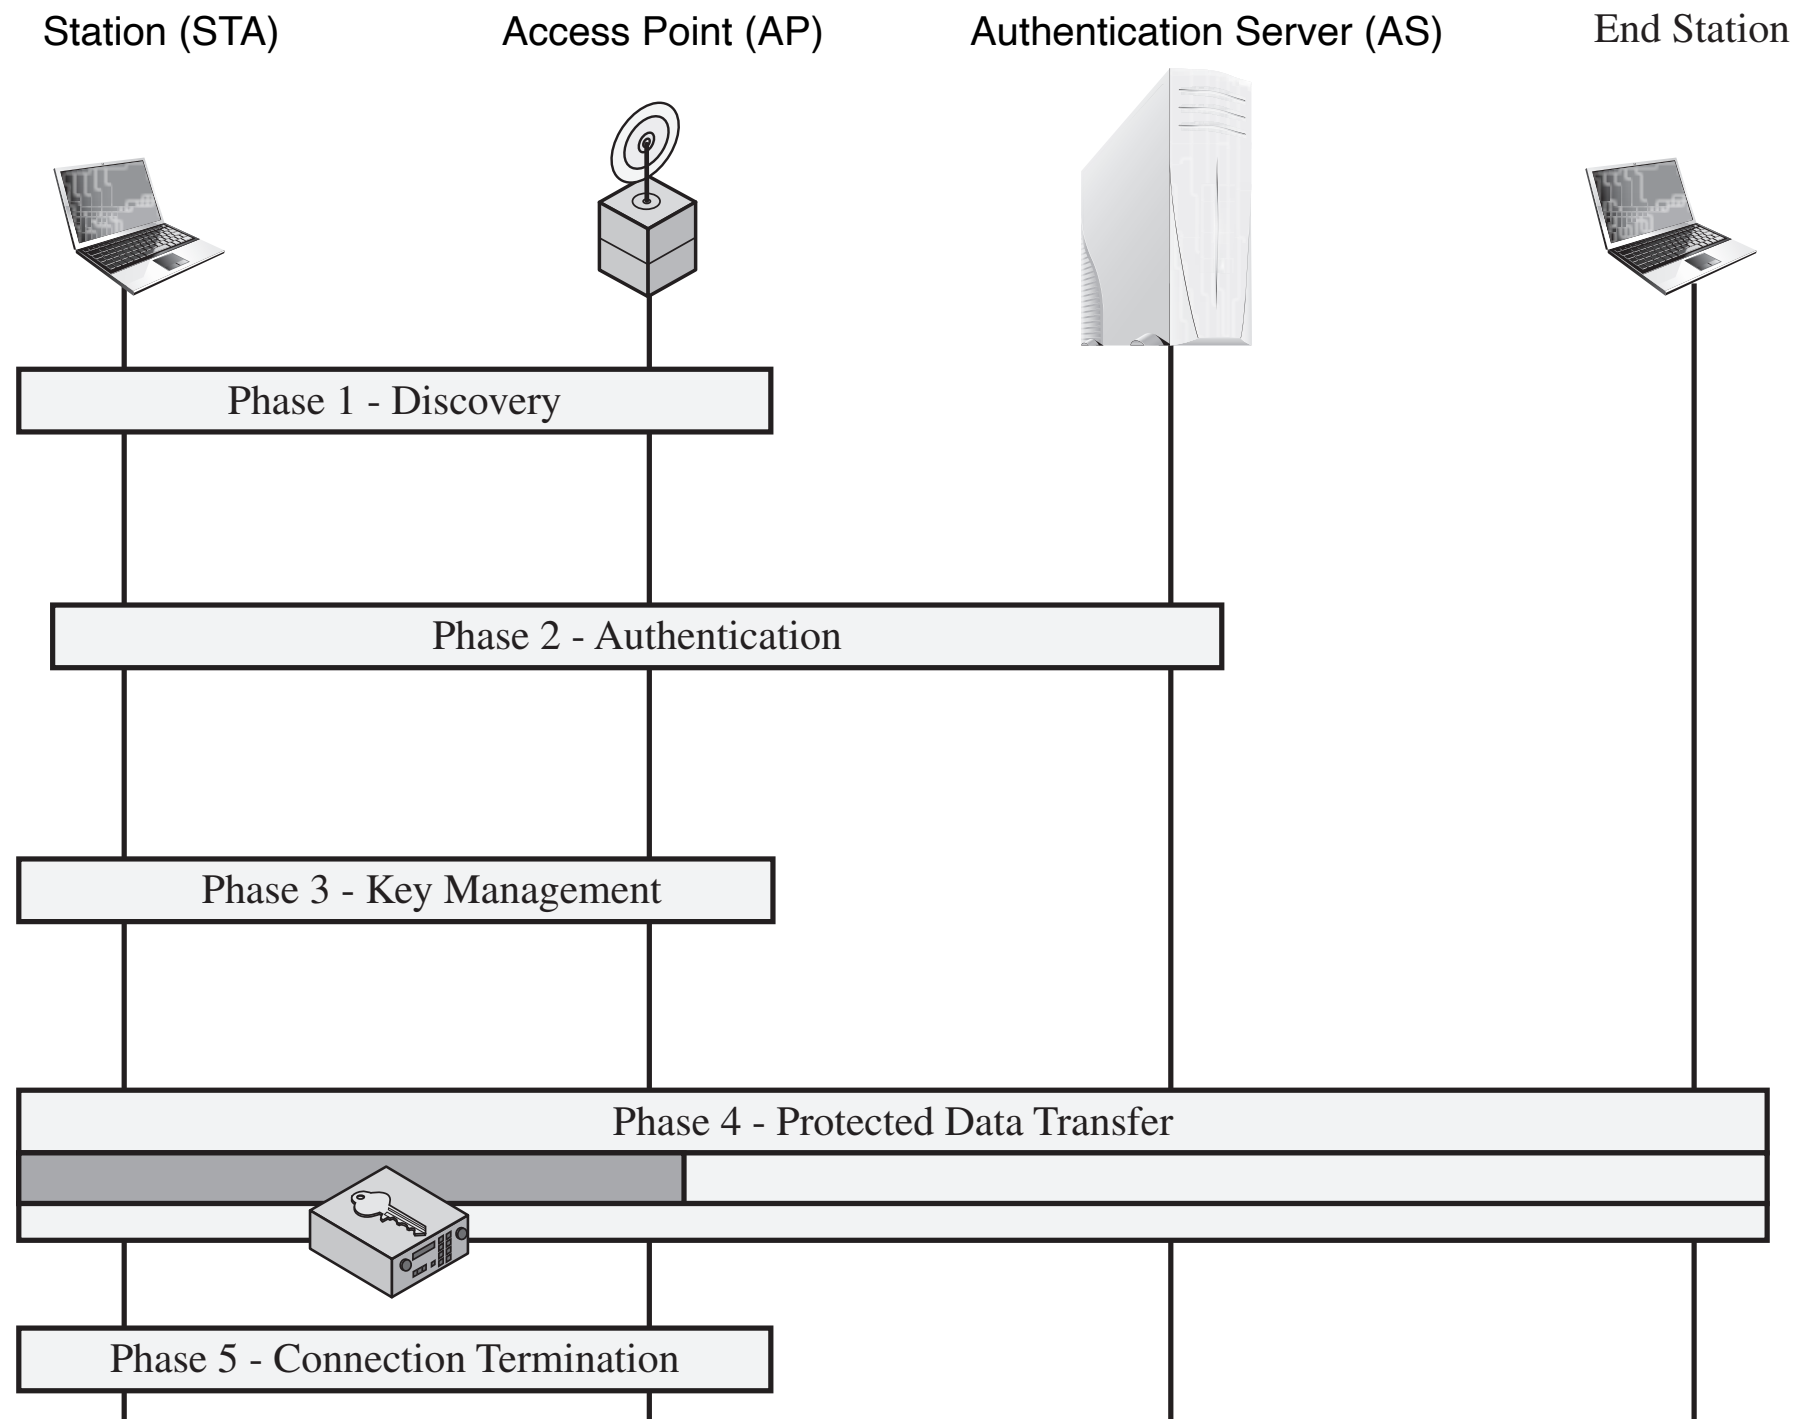 Station (STA)
Access Point (AP)
Authentication Server (AS)
End Station
Phase 1 - Discovery
Phase 2 - Authentication
Phase 3 - Key Management
Phase 4 - Protected Data Transfer
Phase 5 - Connection Termination